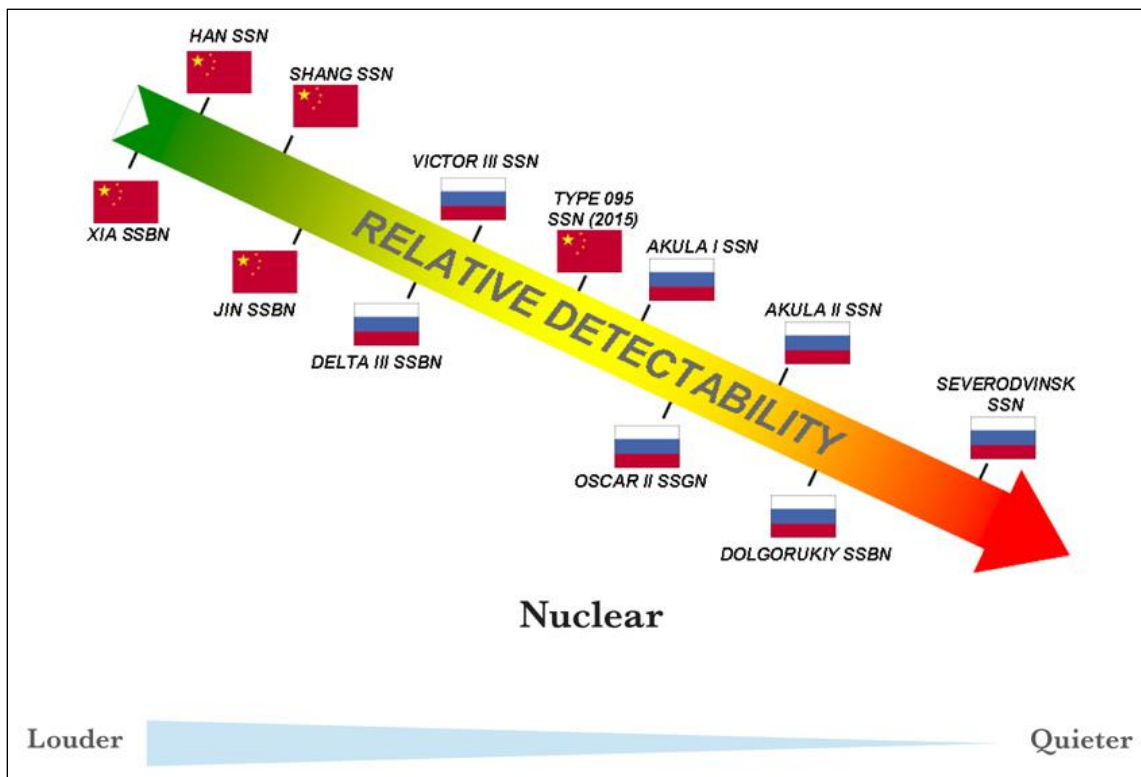 HAN SSN
SHANG SSN
XIA SSBN
VICTOR III SSN
TYPE 095
SSN (2015)
JIN SSBN
AKULA I SSN
RELATIVE DETECTABILITY
DELTA III SSBN
AKULA II SSN
SEVERODVINSK
SSN
OSCAR II SSGN
DOLGORUKIY SSBN
Nuclear
Louder
Quieter